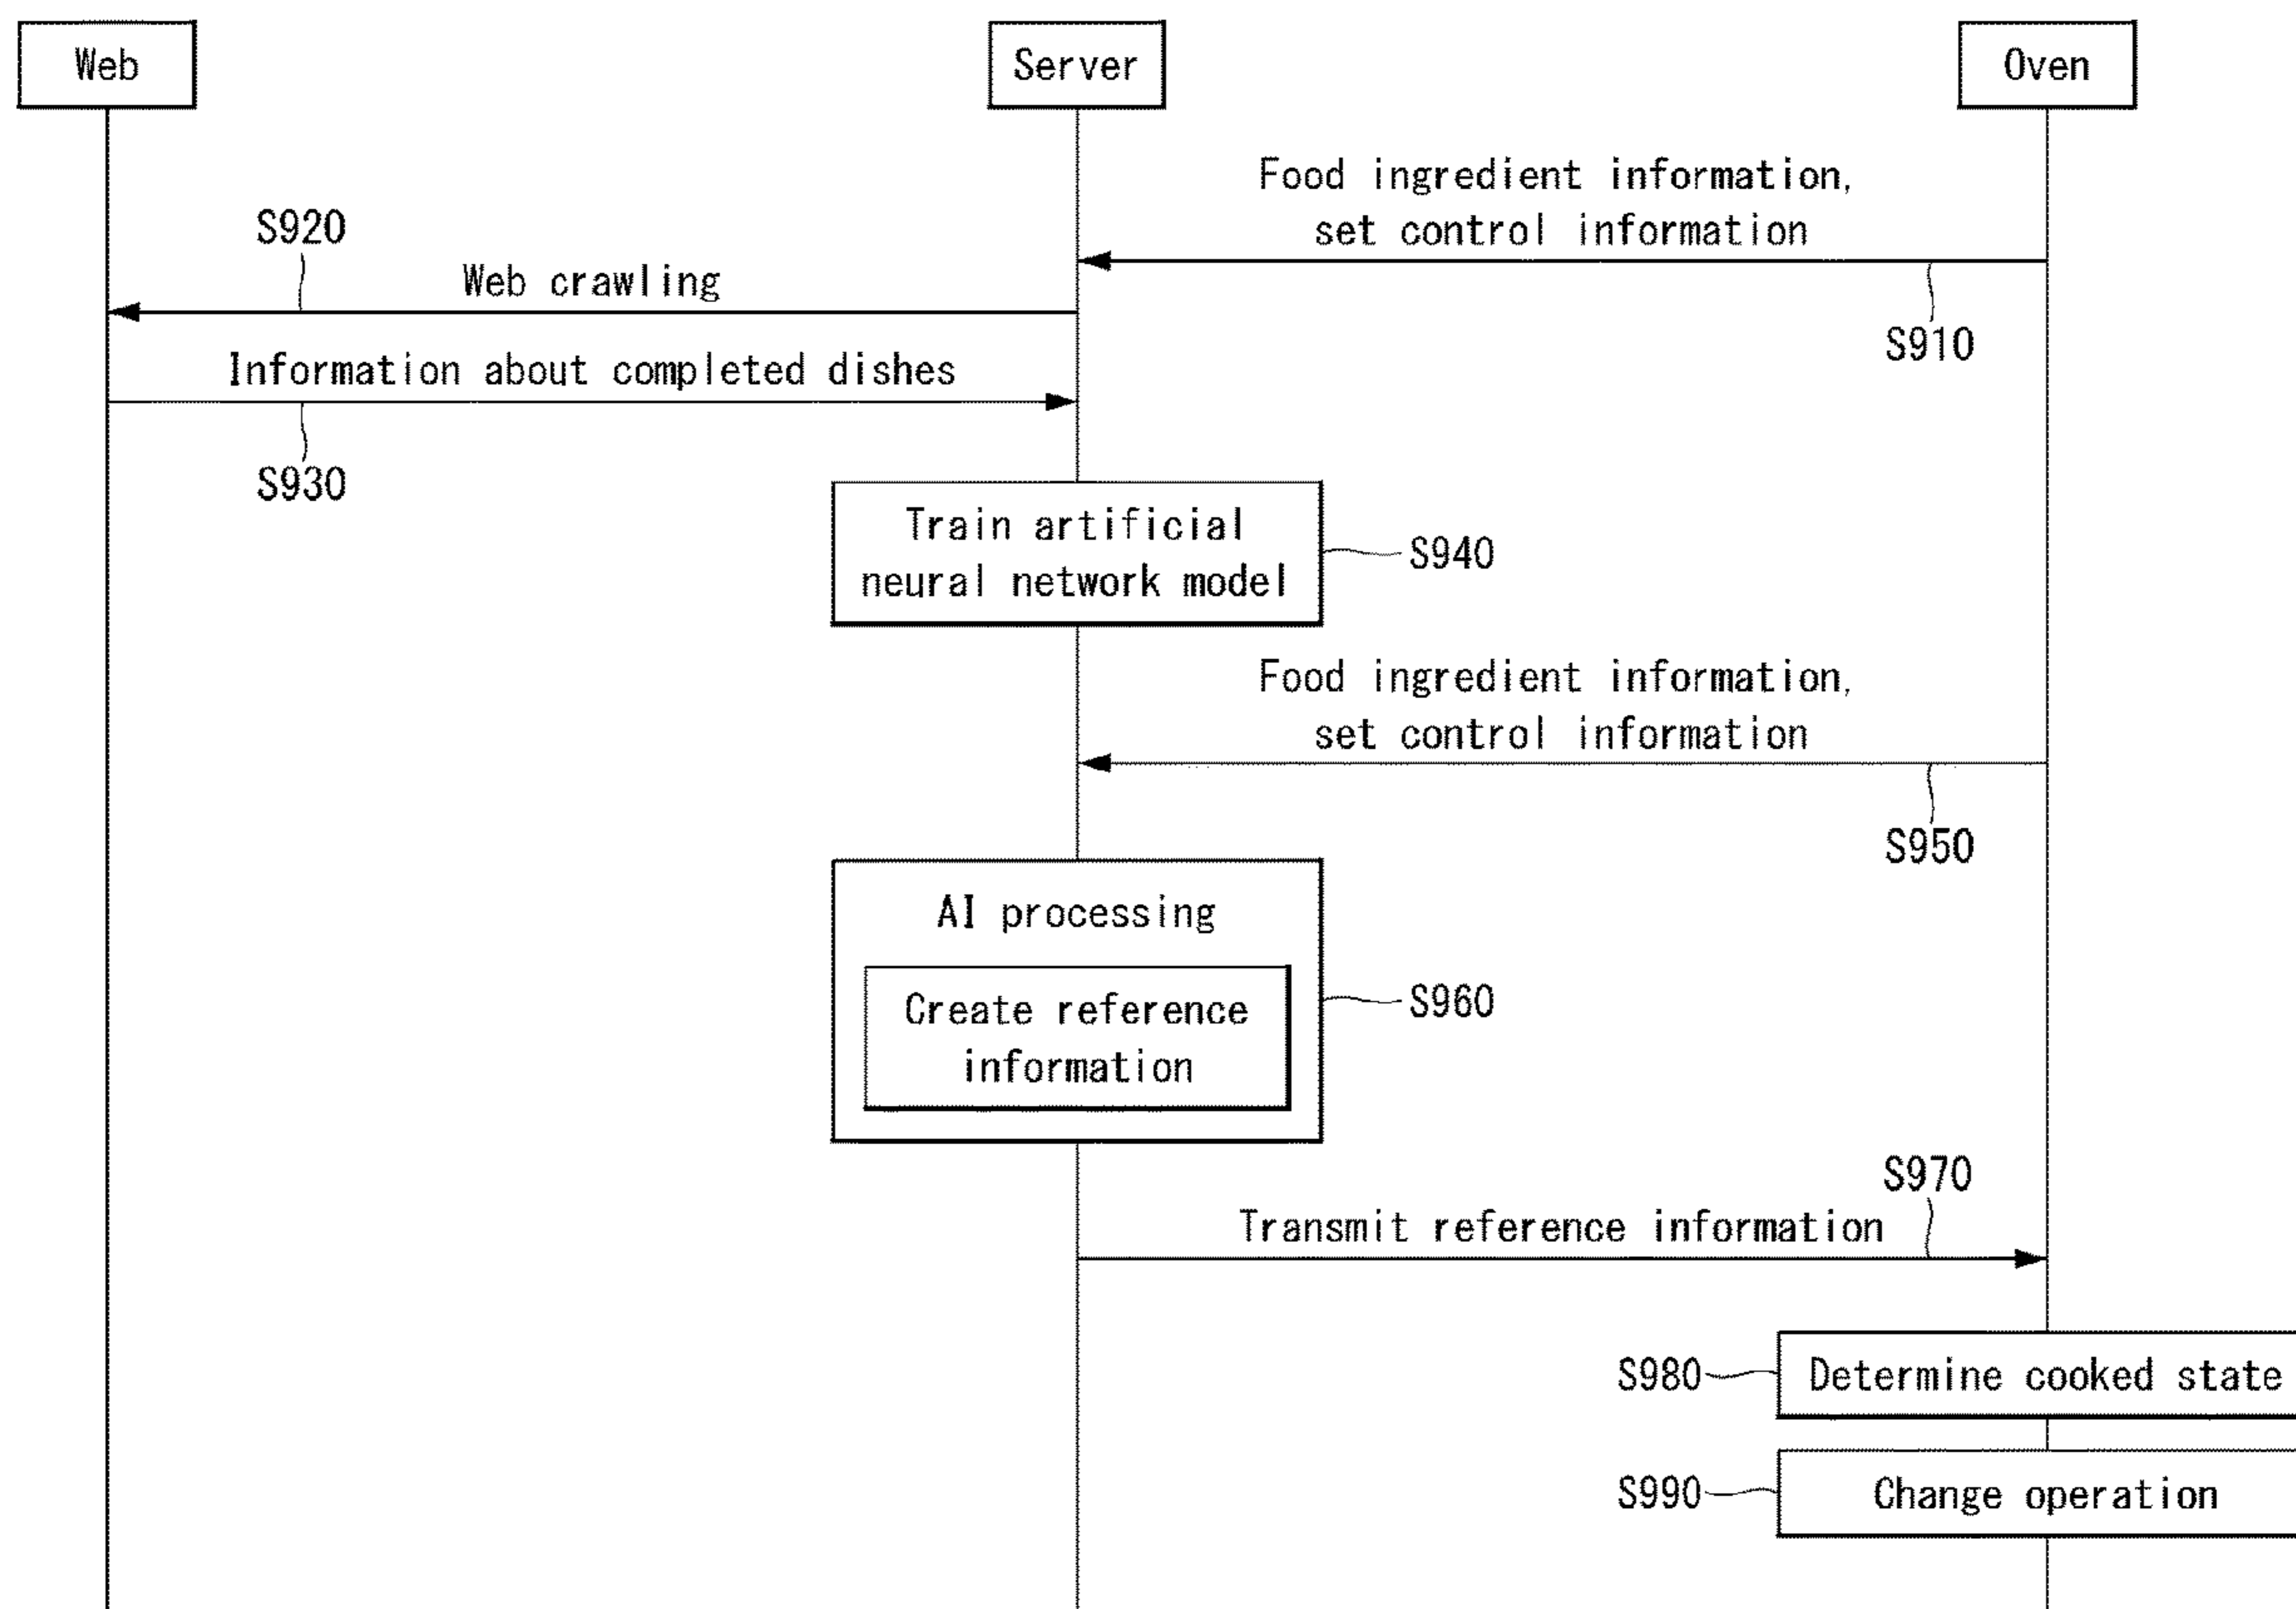 Web
Server
Oven
Food ingredient information,
set control information
S910
S920
Web crawling
Information about completed dishes
S930
Train artificial
neural network model
S940
Food ingredient information,
set control information
S950
AI processing
Create reference
information
S960
S970
Transmit reference information
S980
Determine cooked state
S990
Change operation